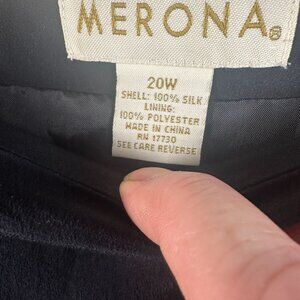 MERONA®
20W
SHELL: 100% SILK
LINING:
100% POLYESTER
MADE IN CHINA
RN 17730
SEE CARE REVERSE